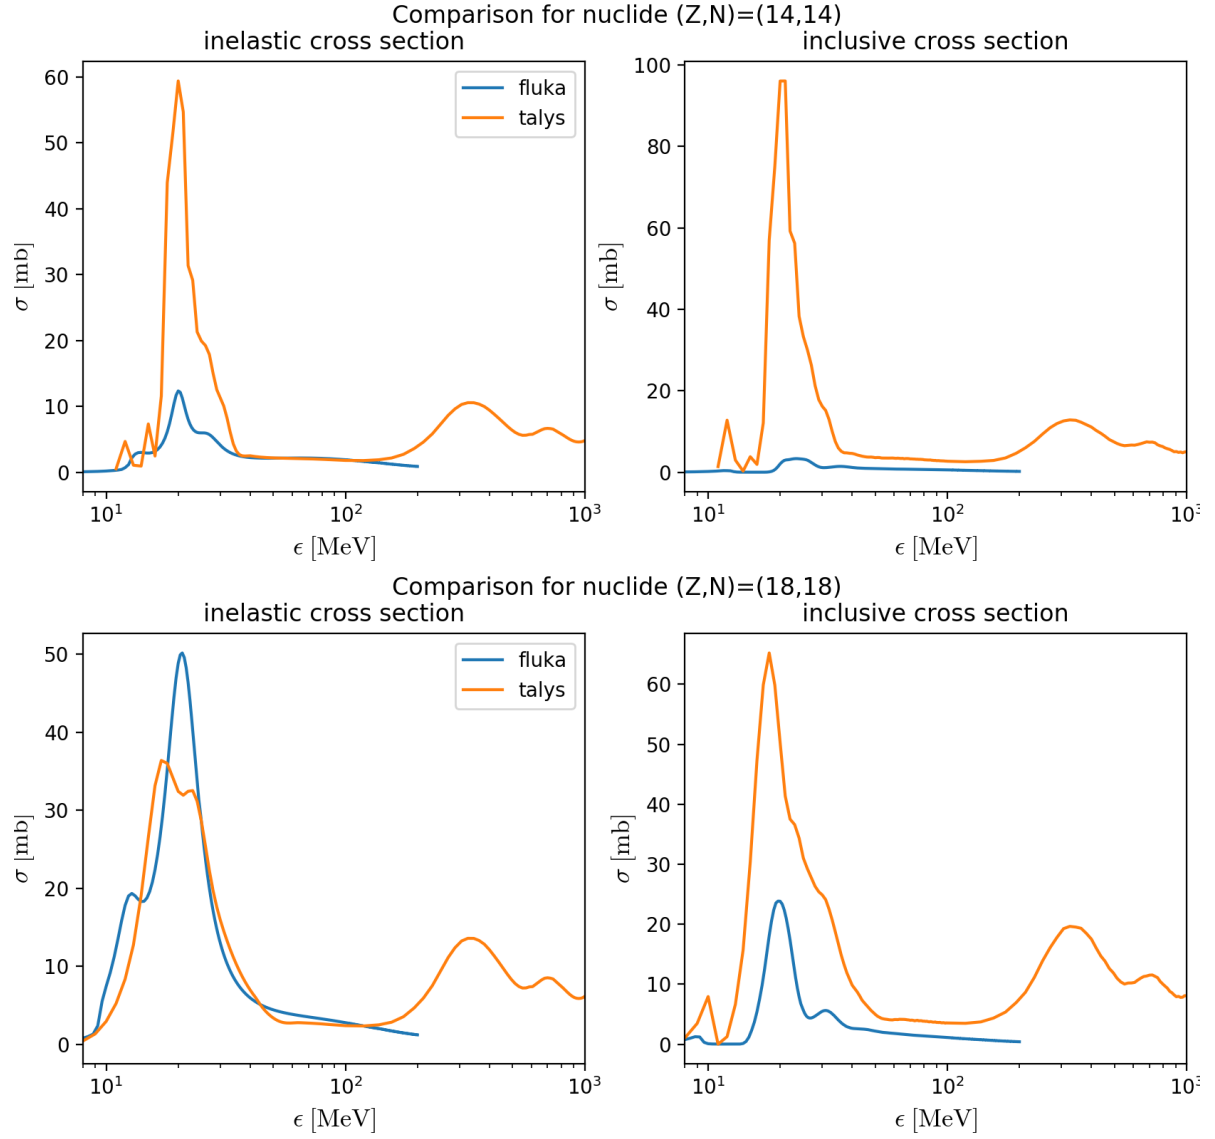 Comparison for nuclide (Z,N)=(14,14)
inelastic cross section
inclusive cross section
fluka
talys
60
50
40
30
20
10
0
σ [mb]
10¹
10²
10³
ϵ [MeV]
100
80
60
40
20
0
σ [mb]
10¹
10²
10³
ϵ [MeV]
Comparison for nuclide (Z,N)=(18,18)
inelastic cross section
inclusive cross section
fluka
talys
50
40
30
20
10
0
σ [mb]
10¹
10²
10³
ϵ [MeV]
60
50
40
30
20
10
0
σ [mb]
10¹
10²
10³
ϵ [MeV]